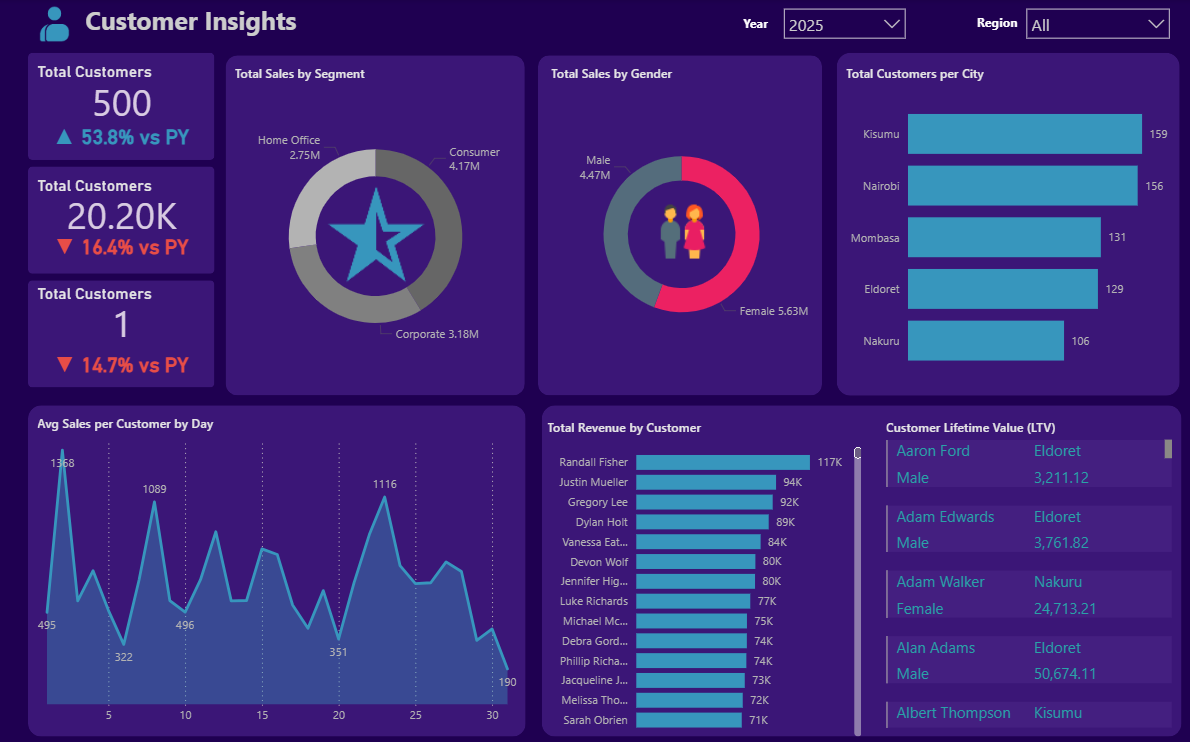 Customer Insights
Year
2025
Region
All
Total Customers
500
▲ 53.8% vs PY
Total Customers
20.20K
▼ 16.4% vs PY
Total Customers
1
▼ 14.7% vs PY
Total Sales by Segment
Home Office
2.75M
Consumer
4.17M
Corporate 3.18M
Total Sales by Gender
Male
4.47M
Female 5.63M
Total Customers per City
Kisumu 159
Nairobi 156
Mombasa 131
Eldoret 129
Nakuru 106
Avg Sales per Customer by Day
1368
1089
1116
495
496
322
351
190
5 10 15 20 25 30
Total Revenue by Customer
Randall Fisher 117K
Justin Mueller 94K
Gregory Lee 92K
Dylan Holt 89K
Vanessa Eat... 84K
Devon Wolf 80K
Jennifer Hig... 80K
Luke Richards 77K
Michael Mc... 75K
Debra Gord... 74K
Phillip Richa... 74K
Jacqueline J... 73K
Melissa Tho... 72K
Sarah Obrien 71K
Customer Lifetime Value (LTV)
Aaron Ford Eldoret
Male 3,211.12
Adam Edwards Eldoret
Male 3,761.82
Adam Walker Nakuru
Female 24,713.21
Alan Adams Eldoret
Male 50,674.11
Albert Thompson Kisumu